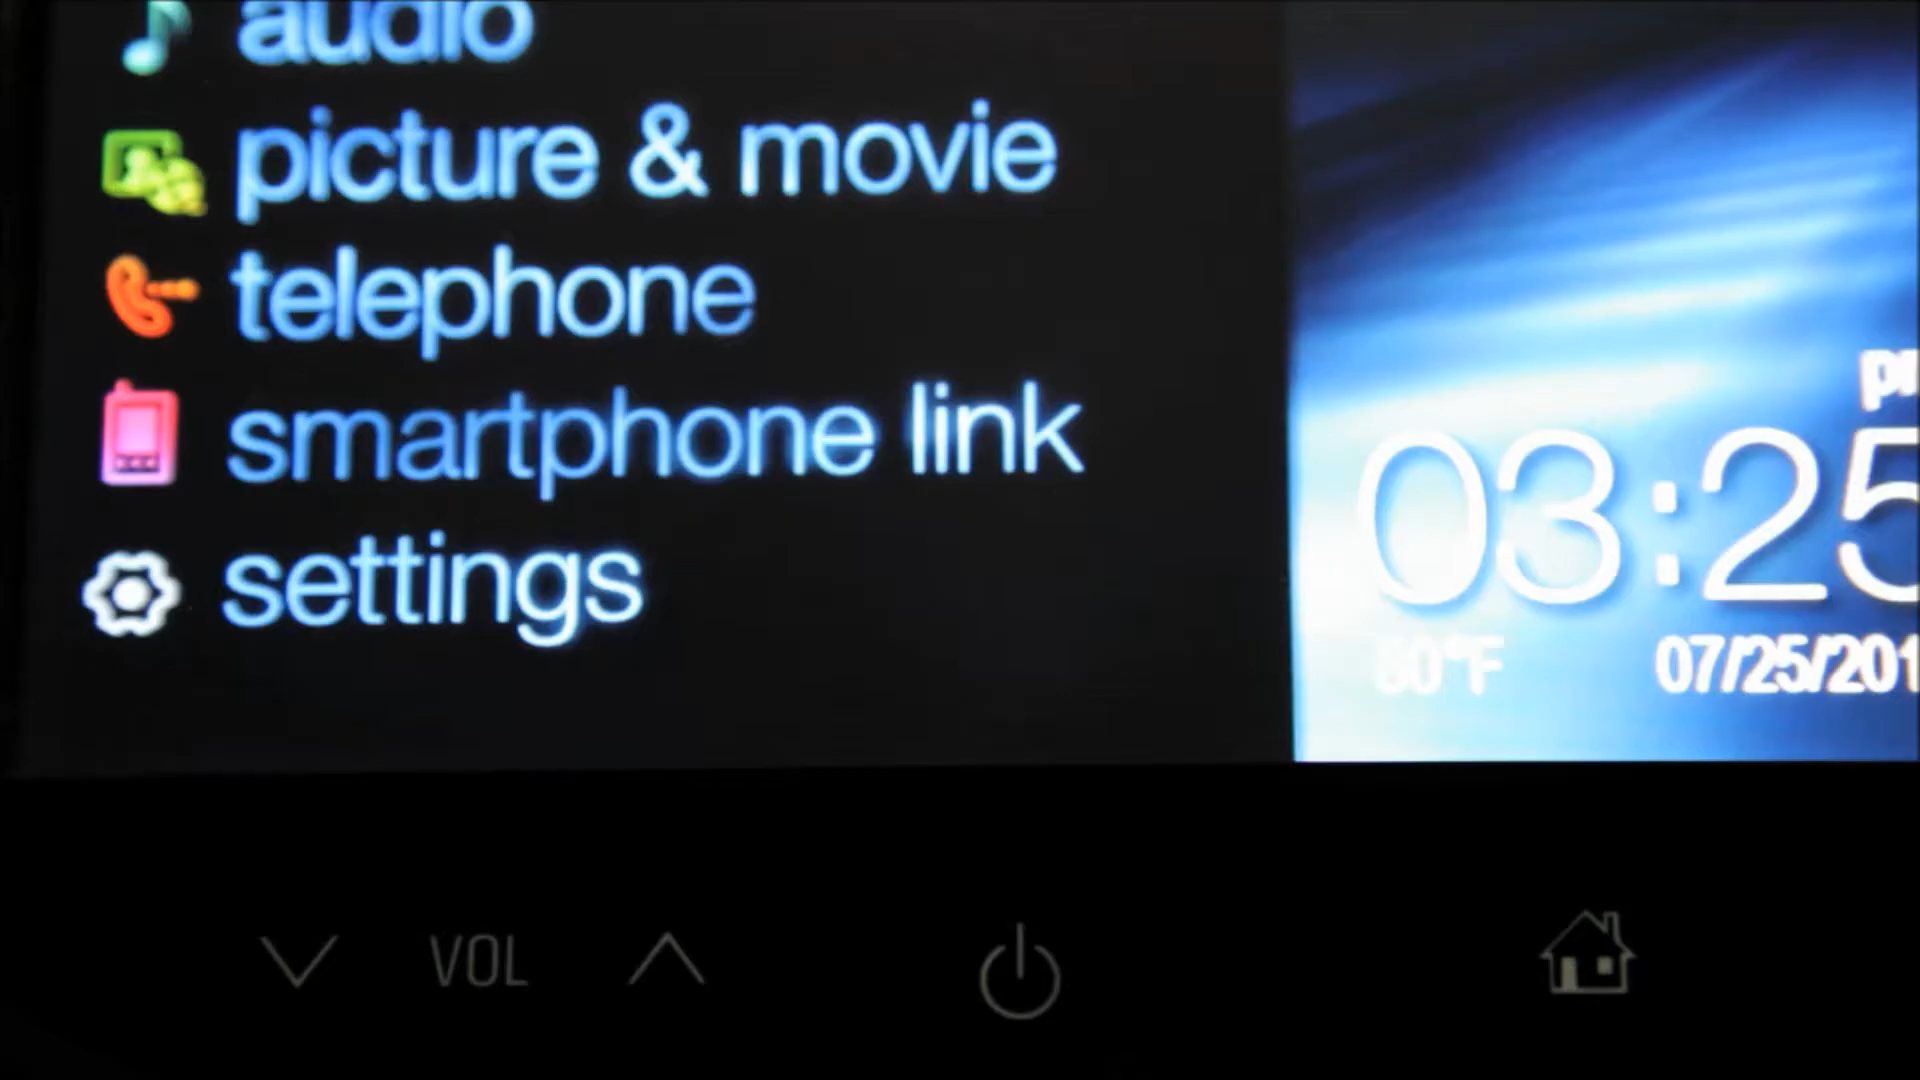 audio
picture & movie
telephone
smartphone link
settings
03:25
07/25/201
VOL